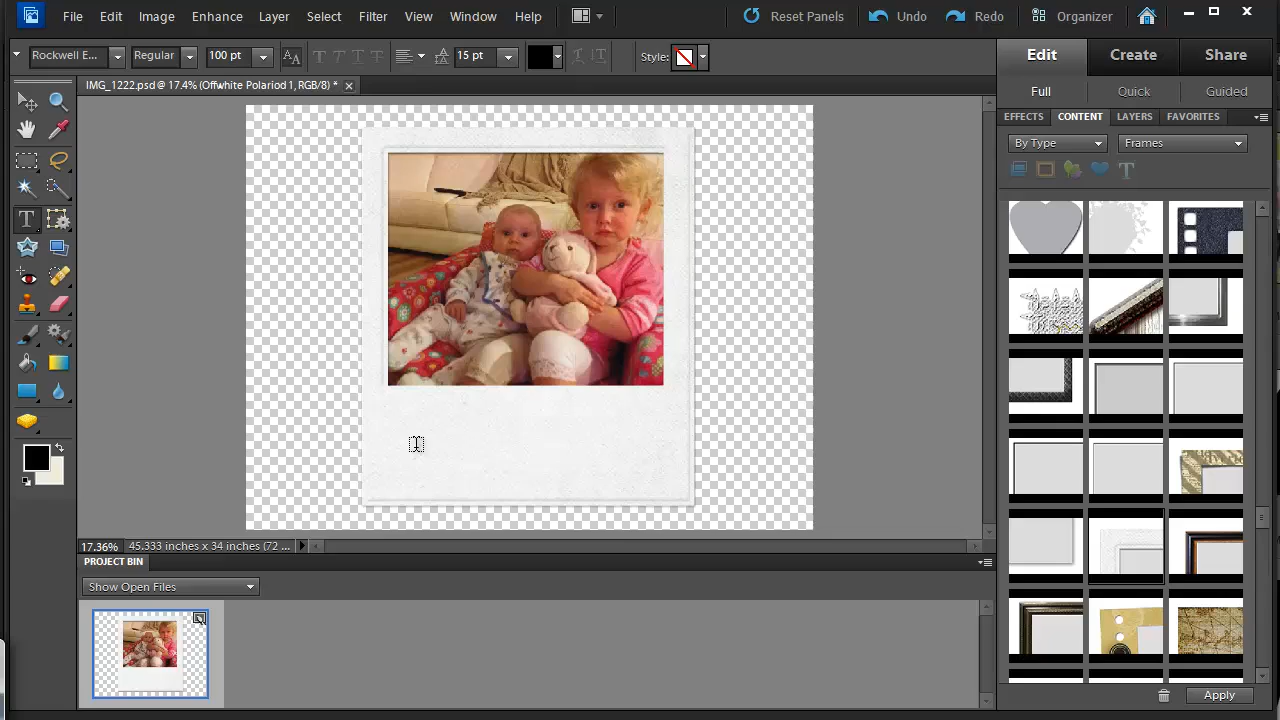 File Edit Image Enhance Layer Select Filter View Window Help Reset Panels Undo Redo Organizer
Rockwell E... Regular 100 pt 15 pt Style:
Edit Create Share
IMG_1222.psd @ 17.4% (Offwhite Polariod 1, RGB/8) *
Full Quick Guided
EFFECTS CONTENT LAYERS FAVORITES
By Type Frames
17.36% 45.333 inches x 34 inches (72 ...
PROJECT BIN
Show Open Files
Apply